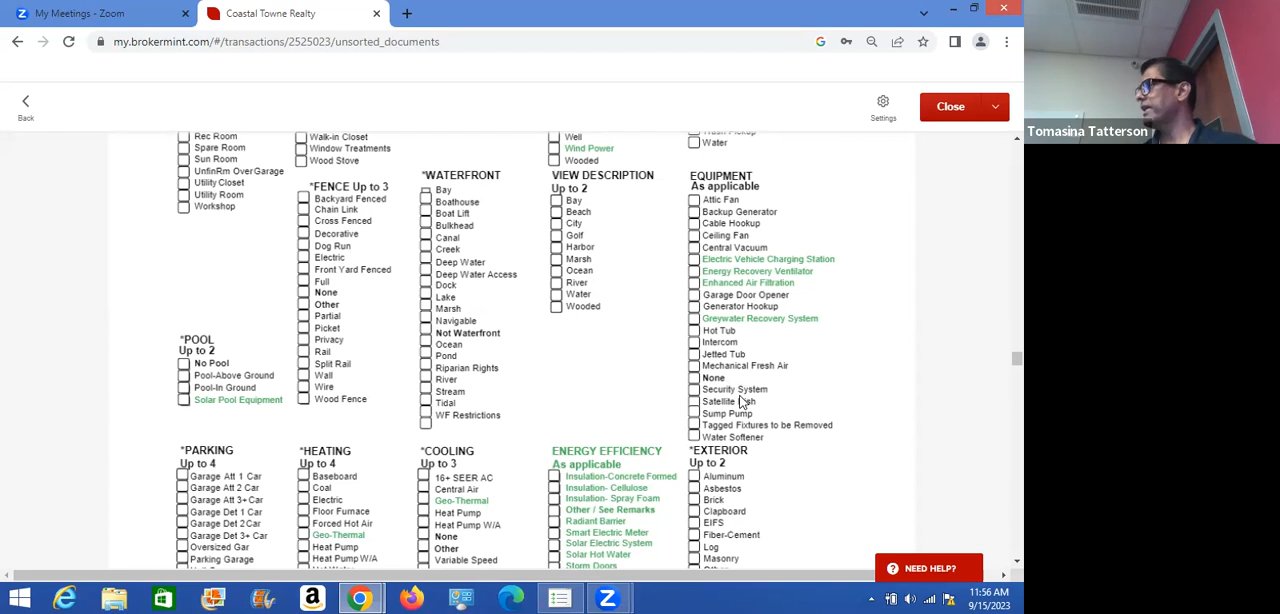 My Meetings - Zoom
Coastal Towne Realty
my.brokermint.com/#/transactions/2525023/unsorted_documents
Back
Settings
Close
Tomasina Tatterson
Rec Room
Spare Room
Sun Room
UnfinRm OverGarage
Utility Closet
Utility Room
Workshop
Walk-in Closet
Window Treatments
Wood Stove
Well
Wind Power
Wooded
Water
*FENCE Up to 3
Backyard Fenced
Chain Link
Cross Fenced
Decorative
Dog Run
Electric
Front Yard Fenced
Full
None
Other
Partial
Picket
Privacy
Rail
Split Rail
Wall
Wire
Wood Fence
*WATERFRONT
Bay
Boathouse
Boat Lift
Bulkhead
Canal
Creek
Deep Water
Deep Water Access
Dock
Lake
Marsh
Navigable
Not Waterfront
Ocean
Pond
Riparian Rights
River
Stream
Tidal
WF Restrictions
VIEW DESCRIPTION
Up to 2
Bay
Beach
City
Golf
Harbor
Marsh
Ocean
River
Water
Wooded
EQUIPMENT
As applicable
Attic Fan
Backup Generator
Cable Hookup
Ceiling Fan
Central Vacuum
Electric Vehicle Charging Station
Energy Recovery Ventilator
Enhanced Air Filtration
Garage Door Opener
Generator Hookup
Greywater Recovery System
Hot Tub
Intercom
Jetted Tub
Mechanical Fresh Air
None
Security System
Satellite
Sump Pump
Tagged Fixtures to be Removed
Water Softener
*POOL
Up to 2
No Pool
Pool-Above Ground
Pool-In Ground
Solar Pool Equipment
*PARKING
Up to 4
Garage Att 1 Car
Garage Att 2 Car
Garage Att 3+ Car
Garage Det 1 Car
Garage Det 2 Car
Garage Det 3+ Car
Oversized Gar
Parking Garage
*HEATING
Up to 4
Baseboard
Coal
Electric
Floor Furnace
Forced Hot Air
Geo-Thermal
Heat Pump
Heat Pump W/A
*COOLING
Up to 3
16+ SEER AC
Central Air
Geo-Thermal
Heat Pump
Heat Pump W/A
None
Other
Variable Speed
ENERGY EFFICIENCY
As applicable
Insulation-Concrete Formed
Insulation- Cellulose
Insulation- Spray Foam
Other / See Remarks
Radiant Barrier
Smart Electric Meter
Solar Electric System
Solar Hot Water
Storm Doors
*EXTERIOR
Up to 2
Aluminum
Asbestos
Brick
Clapboard
EIFS
Fiber-Cement
Log
Masonry
NEED HELP?
11:56 AM
9/15/2023